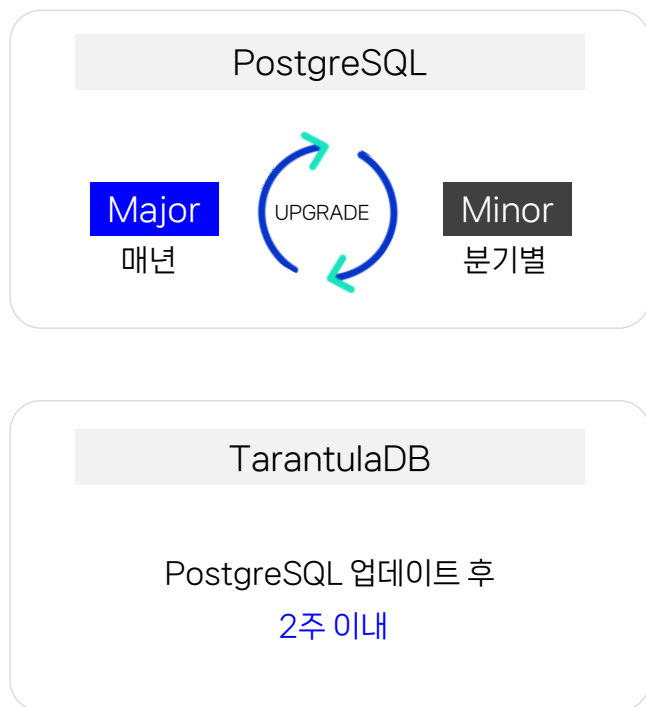 PostgreSQL
Major
매년
UPGRADE
Minor
분기별
TarantulaDB
PostgreSQL 업데이트 후
2주 이내